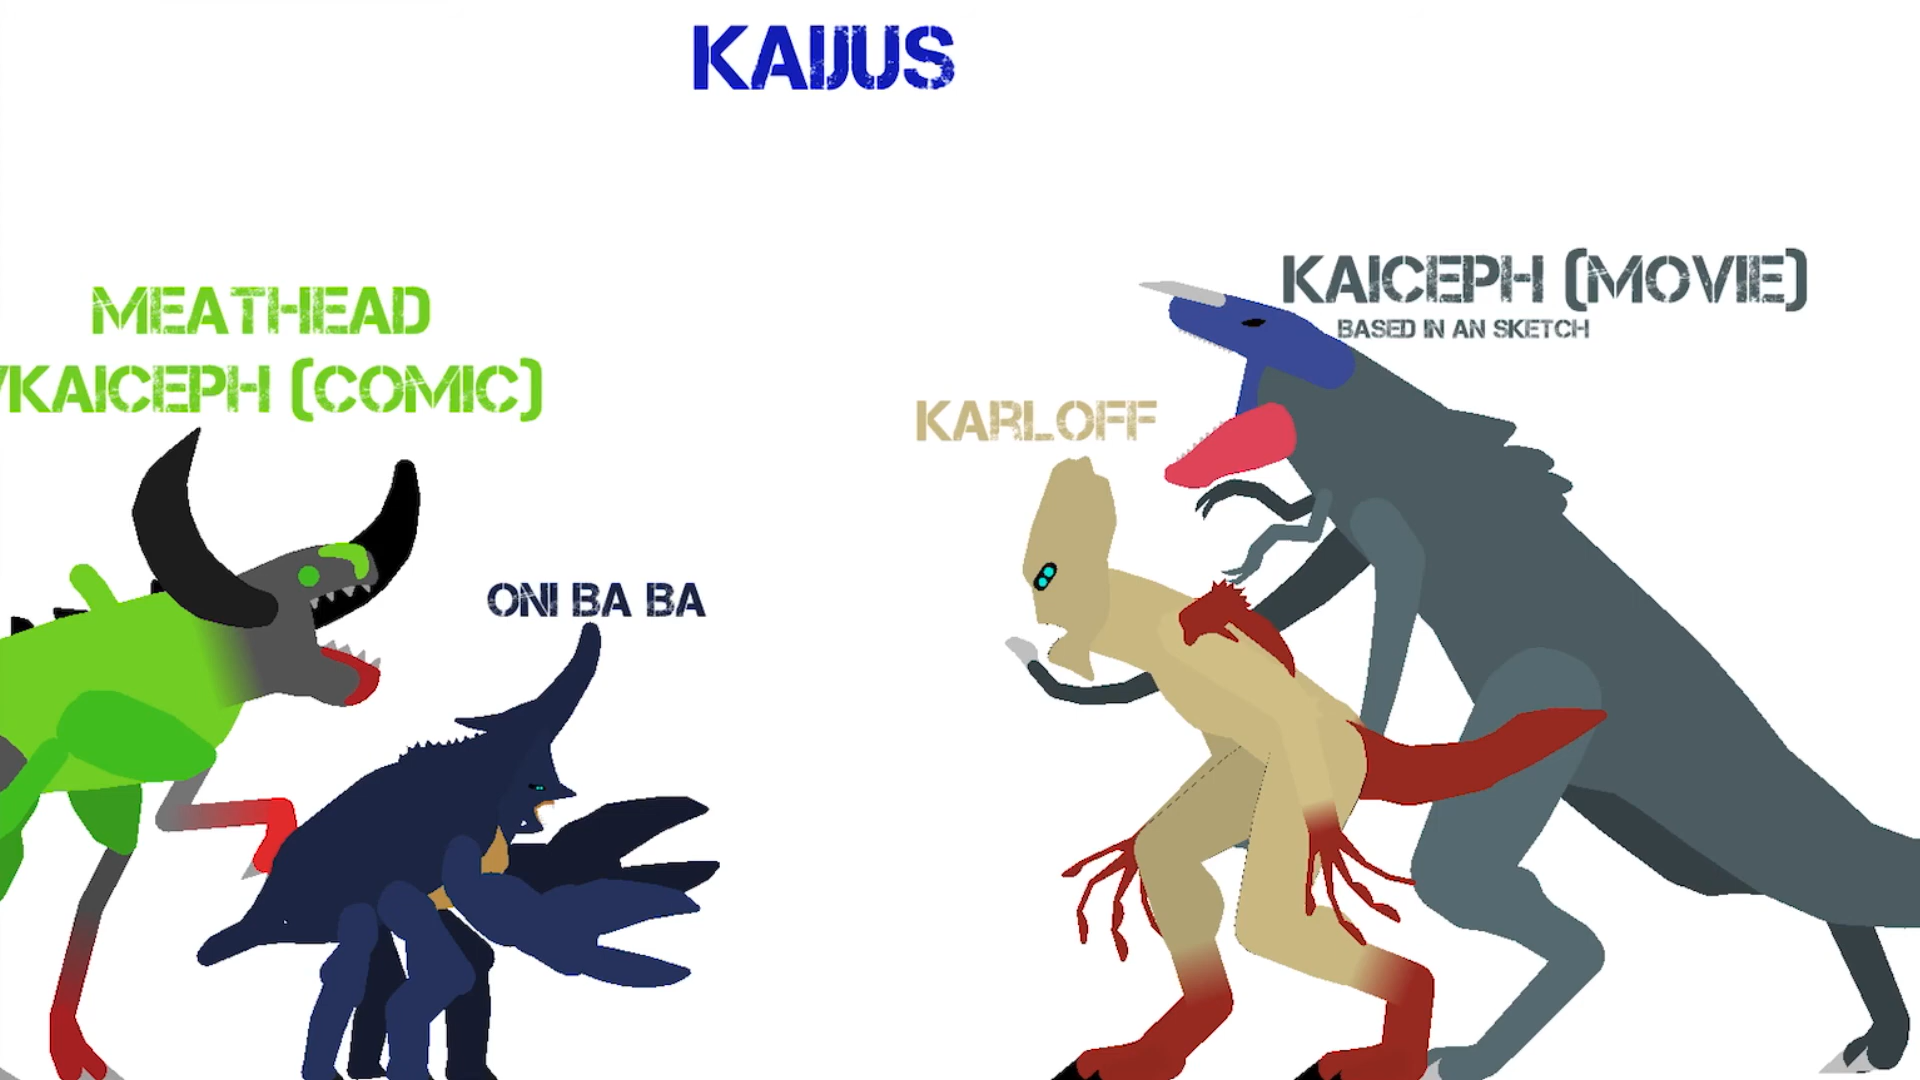 KAIJUS
MEATHEAD
/KAICEPH (COMIC)
ONI BA BA
KARLOFF
KAICEPH (MOVIE)
BASED IN AN SKETCH